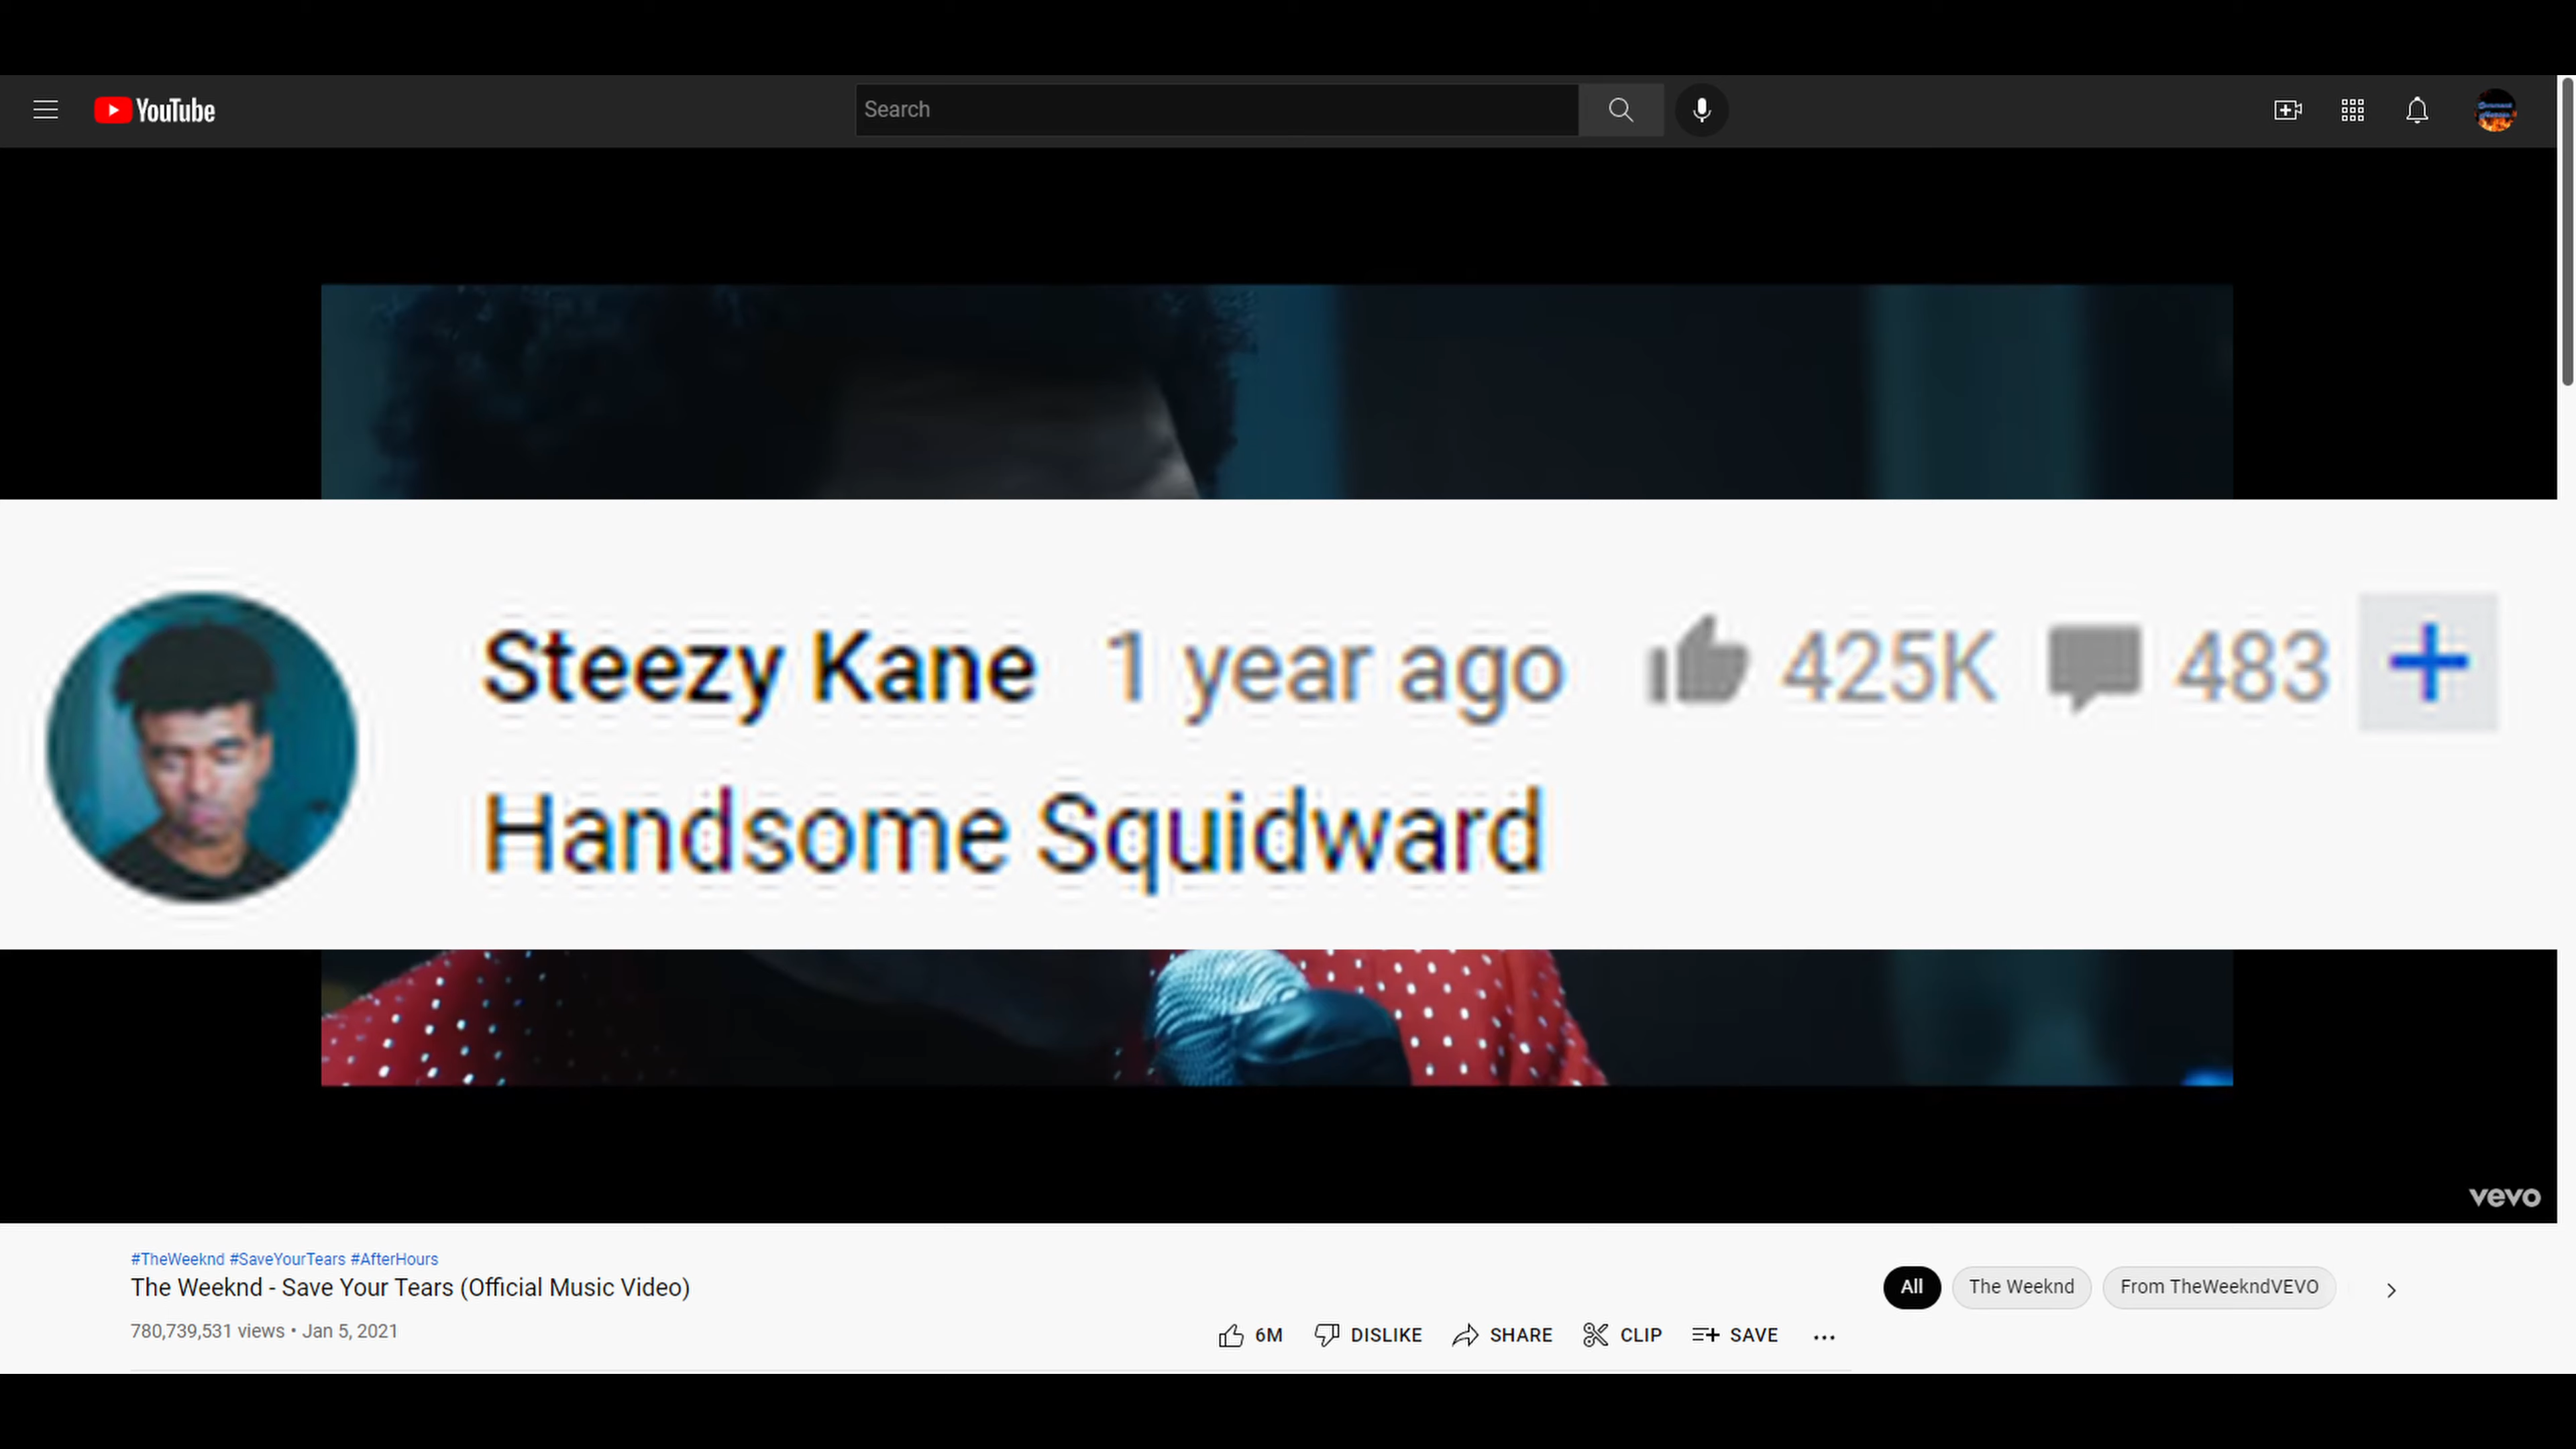 YouTube
Search
Steezy Kane 1 year ago 425K 483 +
Handsome Squidward
vevo
#TheWeeknd #SaveYourTears #AfterHours
The Weeknd - Save Your Tears (Official Music Video)
780,739,531 views • Jan 5, 2021
6M DISLIKE SHARE CLIP SAVE ...
All The Weeknd From TheWeekndVEVO